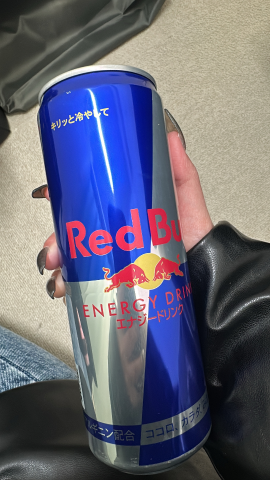 キリッと冷やして
Red Bu
ENERGY DRIN
エナジードリンク
ギニン配合 ココロ、カラダ、